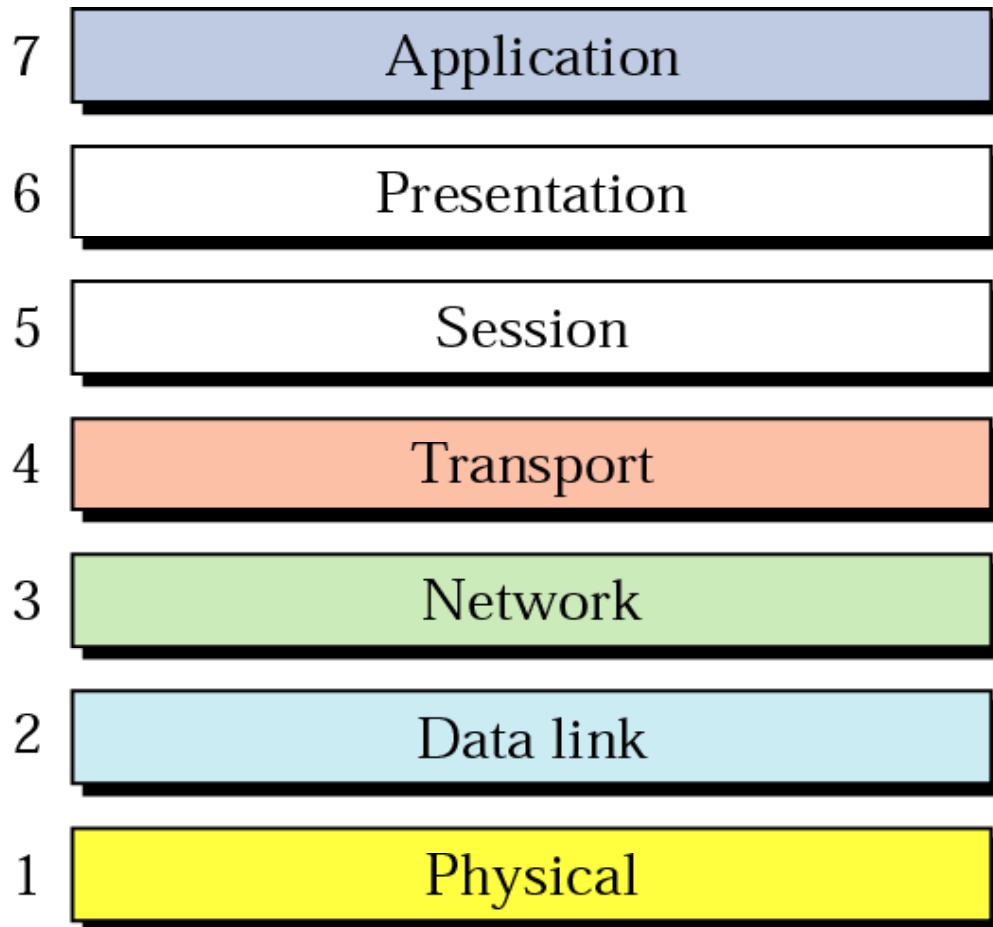 7 Application
6 Presentation
5 Session
4 Transport
3 Network
2 Data link
1 Physical